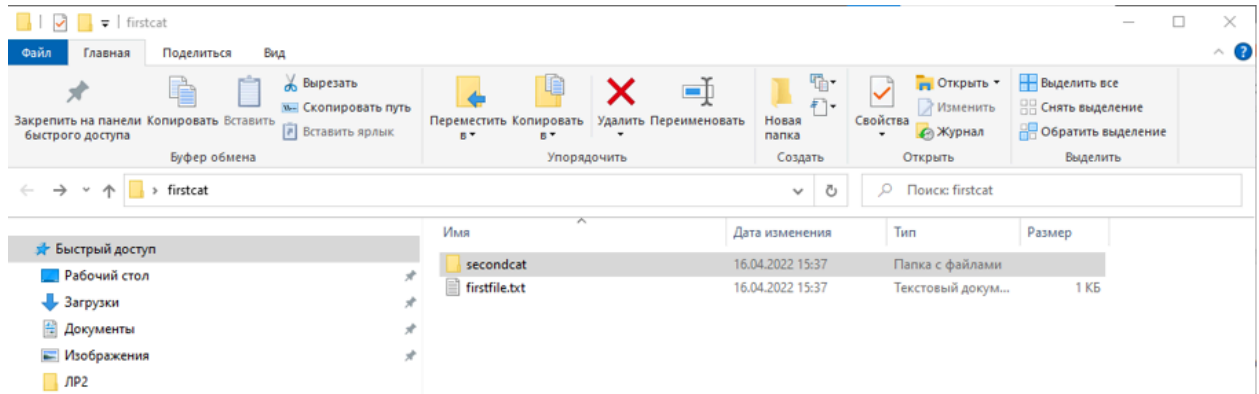 firstcat
Файл Главная Поделиться Вид
Закрепить на панели быстрого доступа
Копировать
Вставить
Вырезать
Скопировать путь
Вставить ярлык
Буфер обмена
Переместить в
Копировать в
Удалить
Переименовать
Упорядочить
Новая папка
Создать
Свойства
Открыть
Изменить
Журнал
Открыть
Выделить все
Снять выделение
Обратить выделение
Выделить
firstcat
Поиск: firstcat
Имя Дата изменения Тип Размер
secondcat 16.04.2022 15:37 Папка с файлами
firstfile.txt 16.04.2022 15:37 Текстовый докум... 1 КБ
Быстрый доступ
Рабочий стол
Загрузки
Документы
Изображения
ЛР2